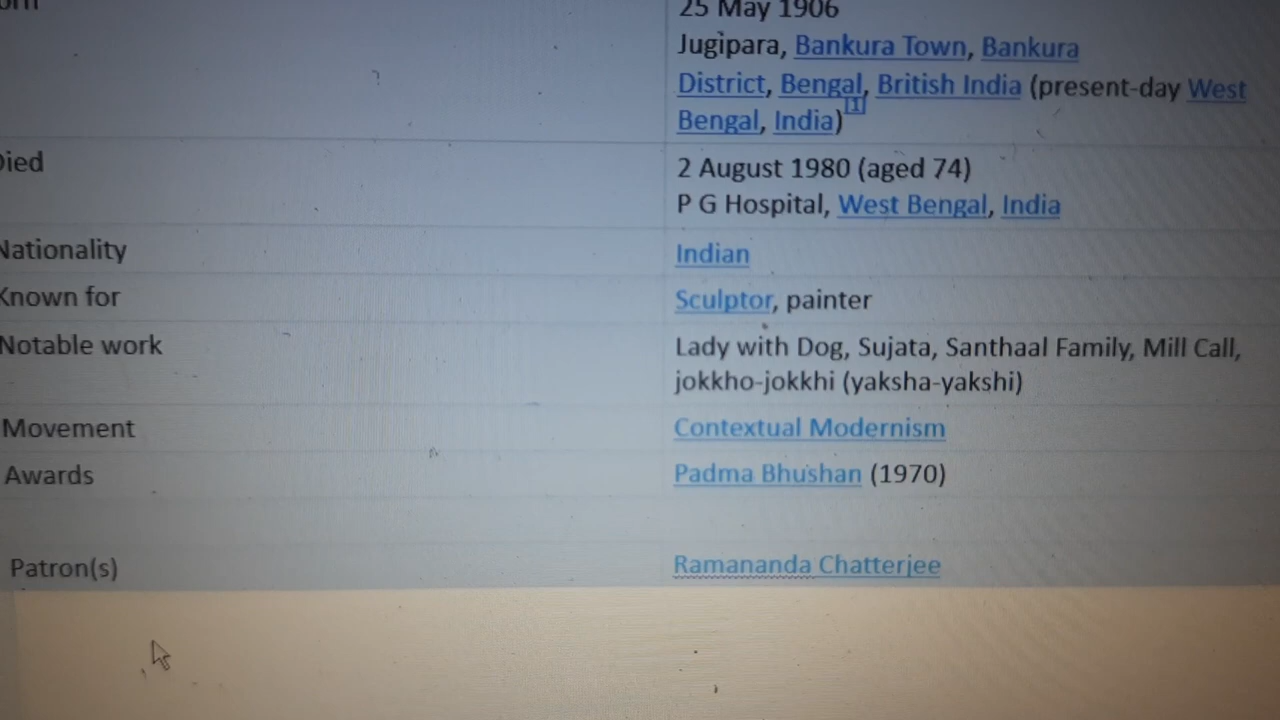 25 May 1906
Jugipara, Bankura Town, Bankura
District, Bengal, British India (present-day West
Bengal, India)[1]
Died
2 August 1980 (aged 74)
P G Hospital, West Bengal, India
Nationality
Indian
Known for
Sculptor, painter
Notable work
Lady with Dog, Sujata, Santhaal Family, Mill Call,
jokkho-jokkhi (yaksha-yakshi)
Movement
Contextual Modernism
Awards
Padma Bhushan (1970)
Patron(s)
Ramananda Chatterjee